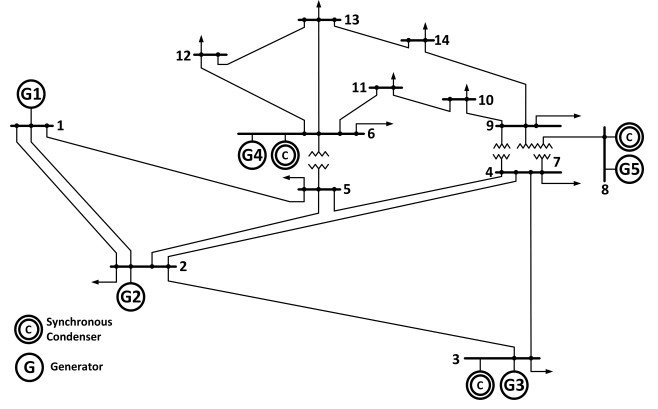 13
12
14
G1
11
10
1
6
9
G4
C
C
7
G5
4
8
5
2
G2
C
Synchronous
Condenser
G
Generator
3
C
G3